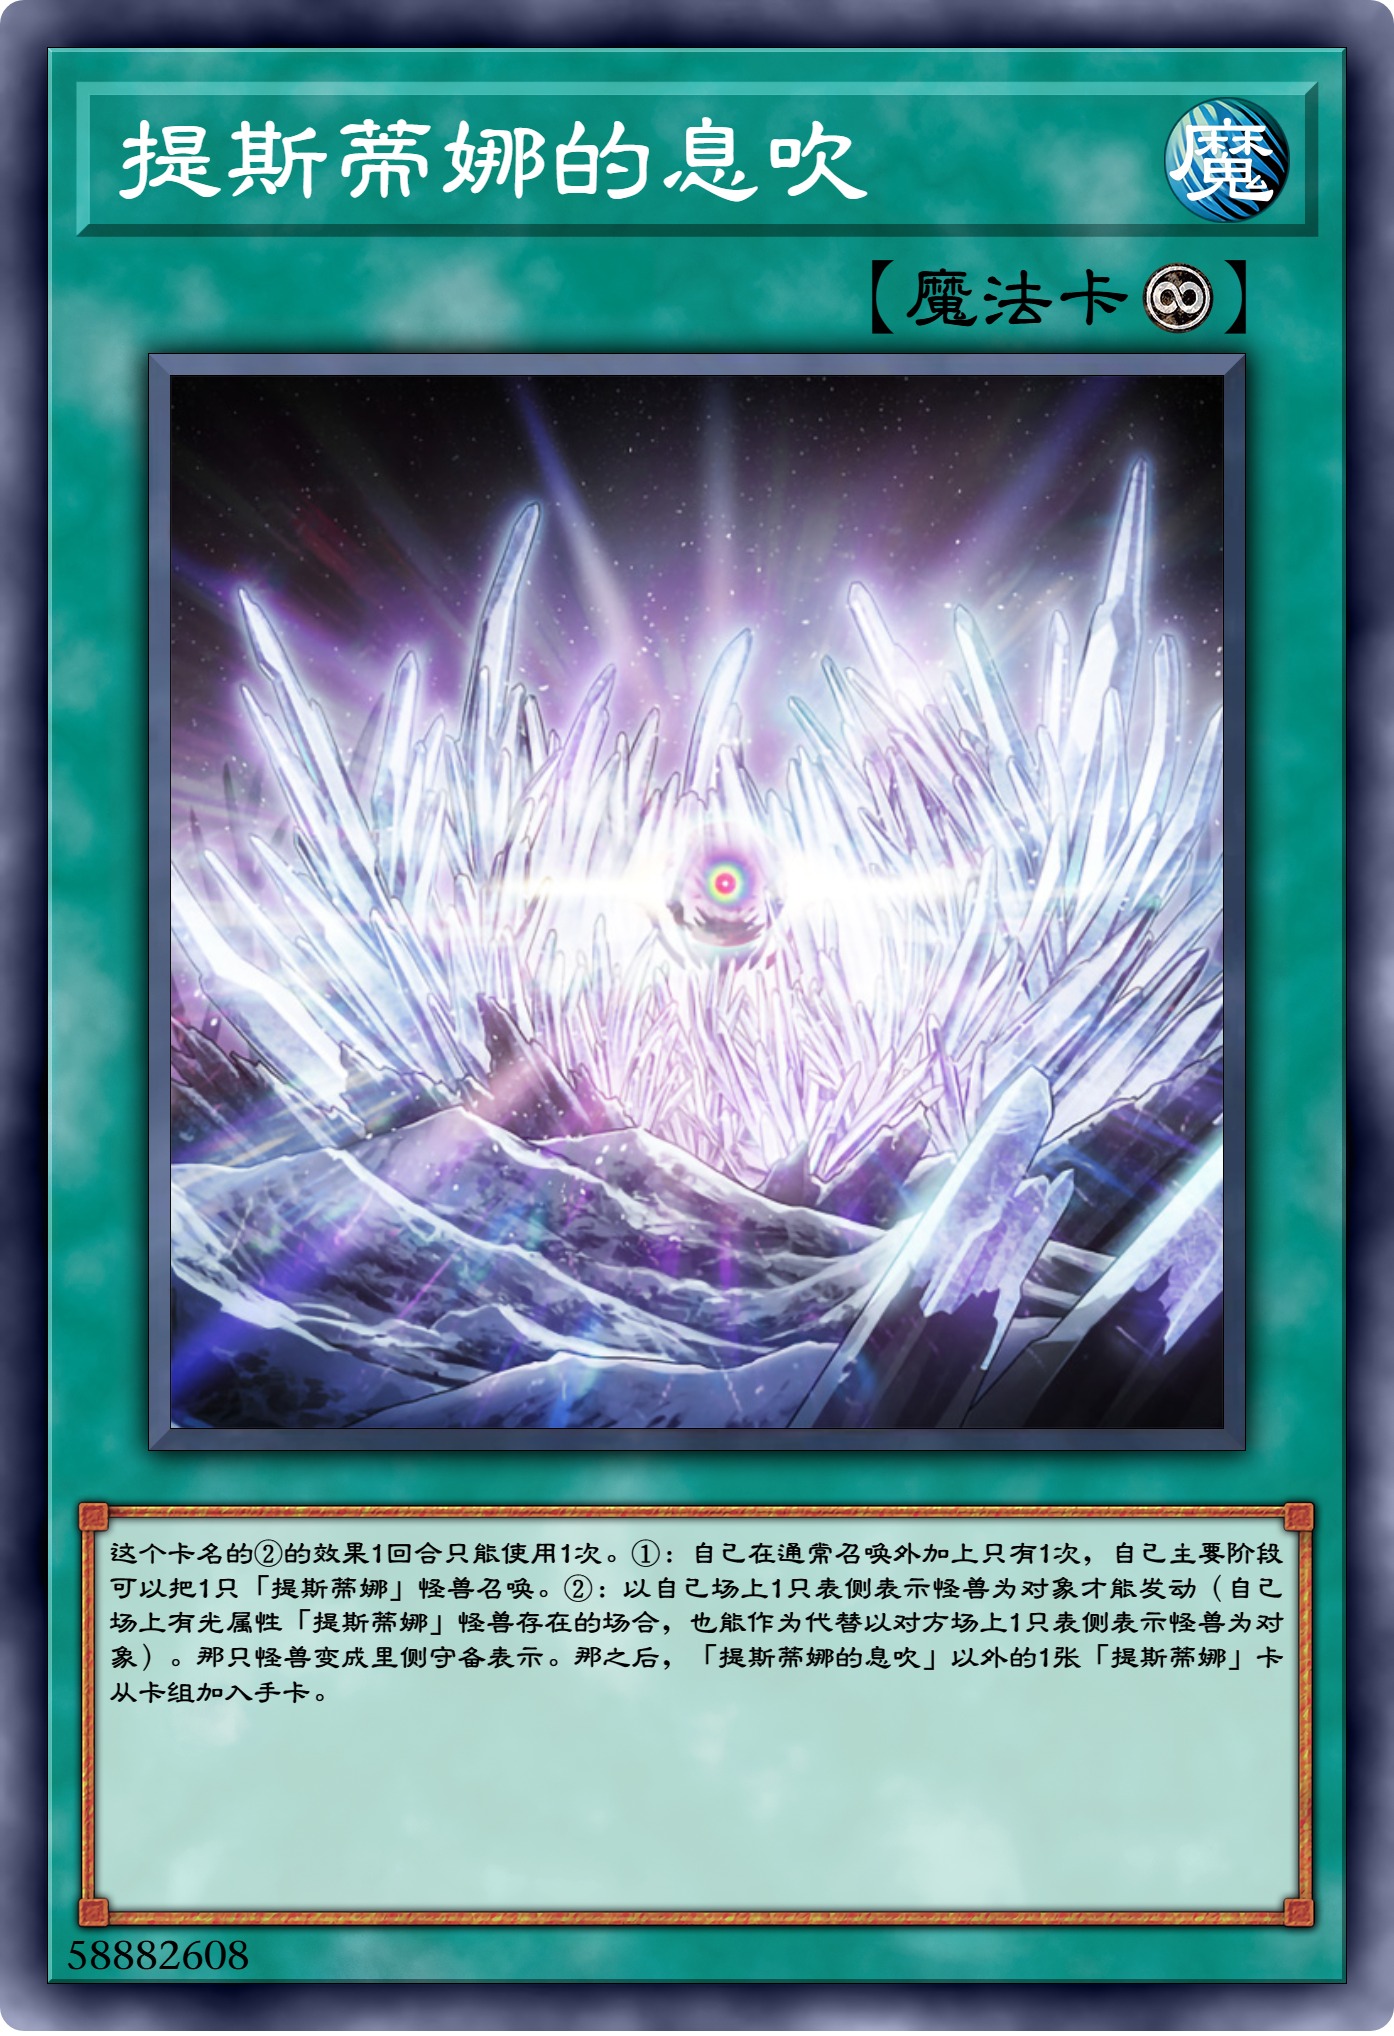 提斯蒂娜的息吹
魔
【魔法卡】
这个卡名的②的效果1回合只能使用1次。①：自己在通常召唤外加上只有1次，自己主要阶段
可以把1只「提斯蒂娜」怪兽召唤。②：以自己场上1只表侧表示怪兽为对象才能发动（自己
场上有光属性「提斯蒂娜」怪兽存在的场合，也能作为代替以对方场上1只表侧表示怪兽为对
象）。那只怪兽变成里侧守备表示。那之后，「提斯蒂娜的息吹」以外的1张「提斯蒂娜」卡
从卡组加入手卡。
58882608